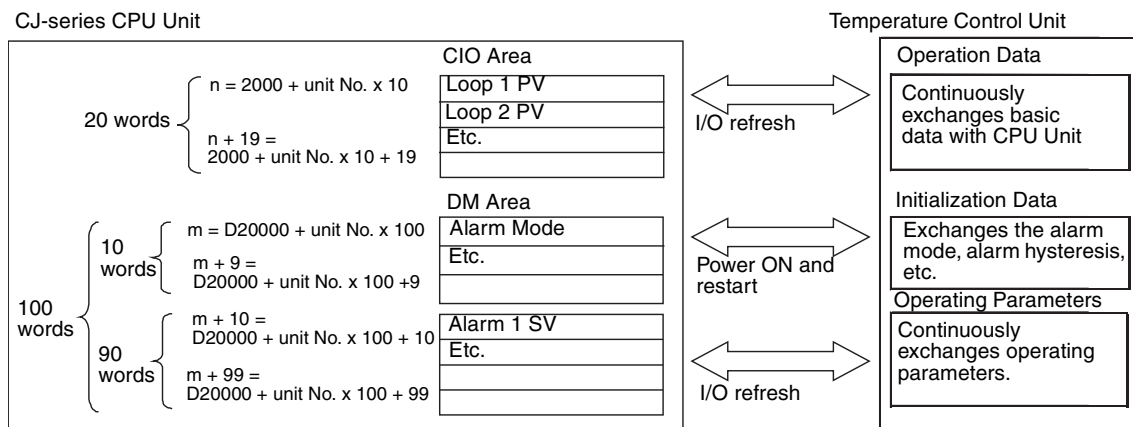 CJ-series CPU Unit
Temperature Control Unit
CIO Area
Operation Data
20 words
n = 2000 + unit No. x 10
n + 19 =
2000 + unit No. x 10 + 19
Loop 1 PV
Loop 2 PV
Etc.
I/O refresh
Continuously
exchanges basic
data with CPU Unit
DM Area
Initialization Data
100
words
10
words
m = D20000 + unit No. x 100
m + 9 =
D20000 + unit No. x 100 +9
Alarm Mode
Etc.
Power ON and
restart
Exchanges the alarm
mode, alarm hysteresis,
etc.
Operating Parameters
90
words
m + 10 =
D20000 + unit No. x 100 + 10
m + 99 =
D20000 + unit No. x 100 + 99
Alarm 1 SV
Etc.
I/O refresh
Continuously
exchanges operating
parameters.